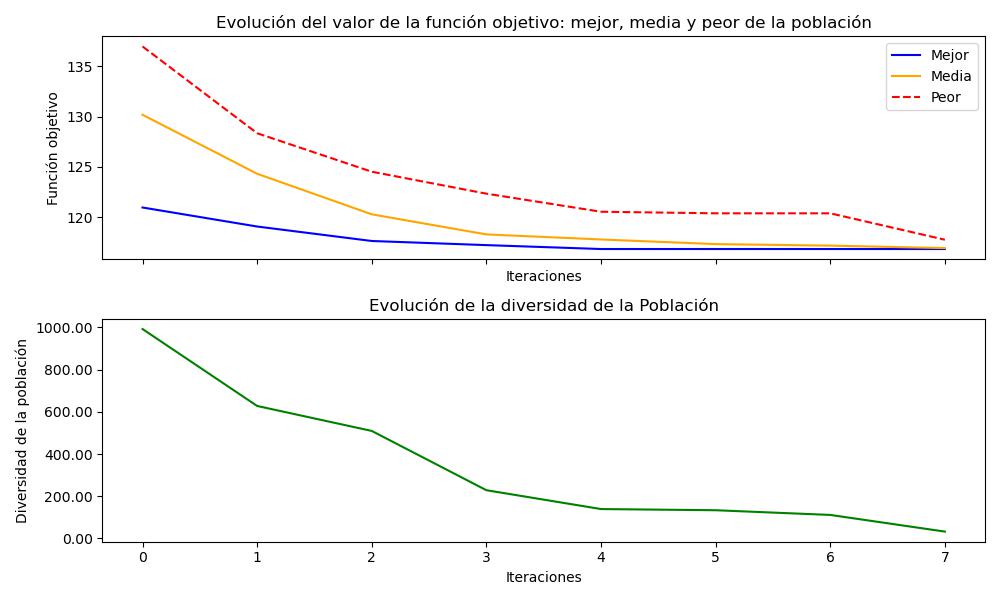 Evolución del valor de la función objetivo: mejor, media y peor de la población
Función objetivo
135
130
125
120
Mejor
Media
Peor
Iteraciones
Evolución de la diversidad de la Población
Diversidad de la población
1000.00
800.00
600.00
400.00
200.00
0.00
0 1 2 3 4 5 6 7
Iteraciones